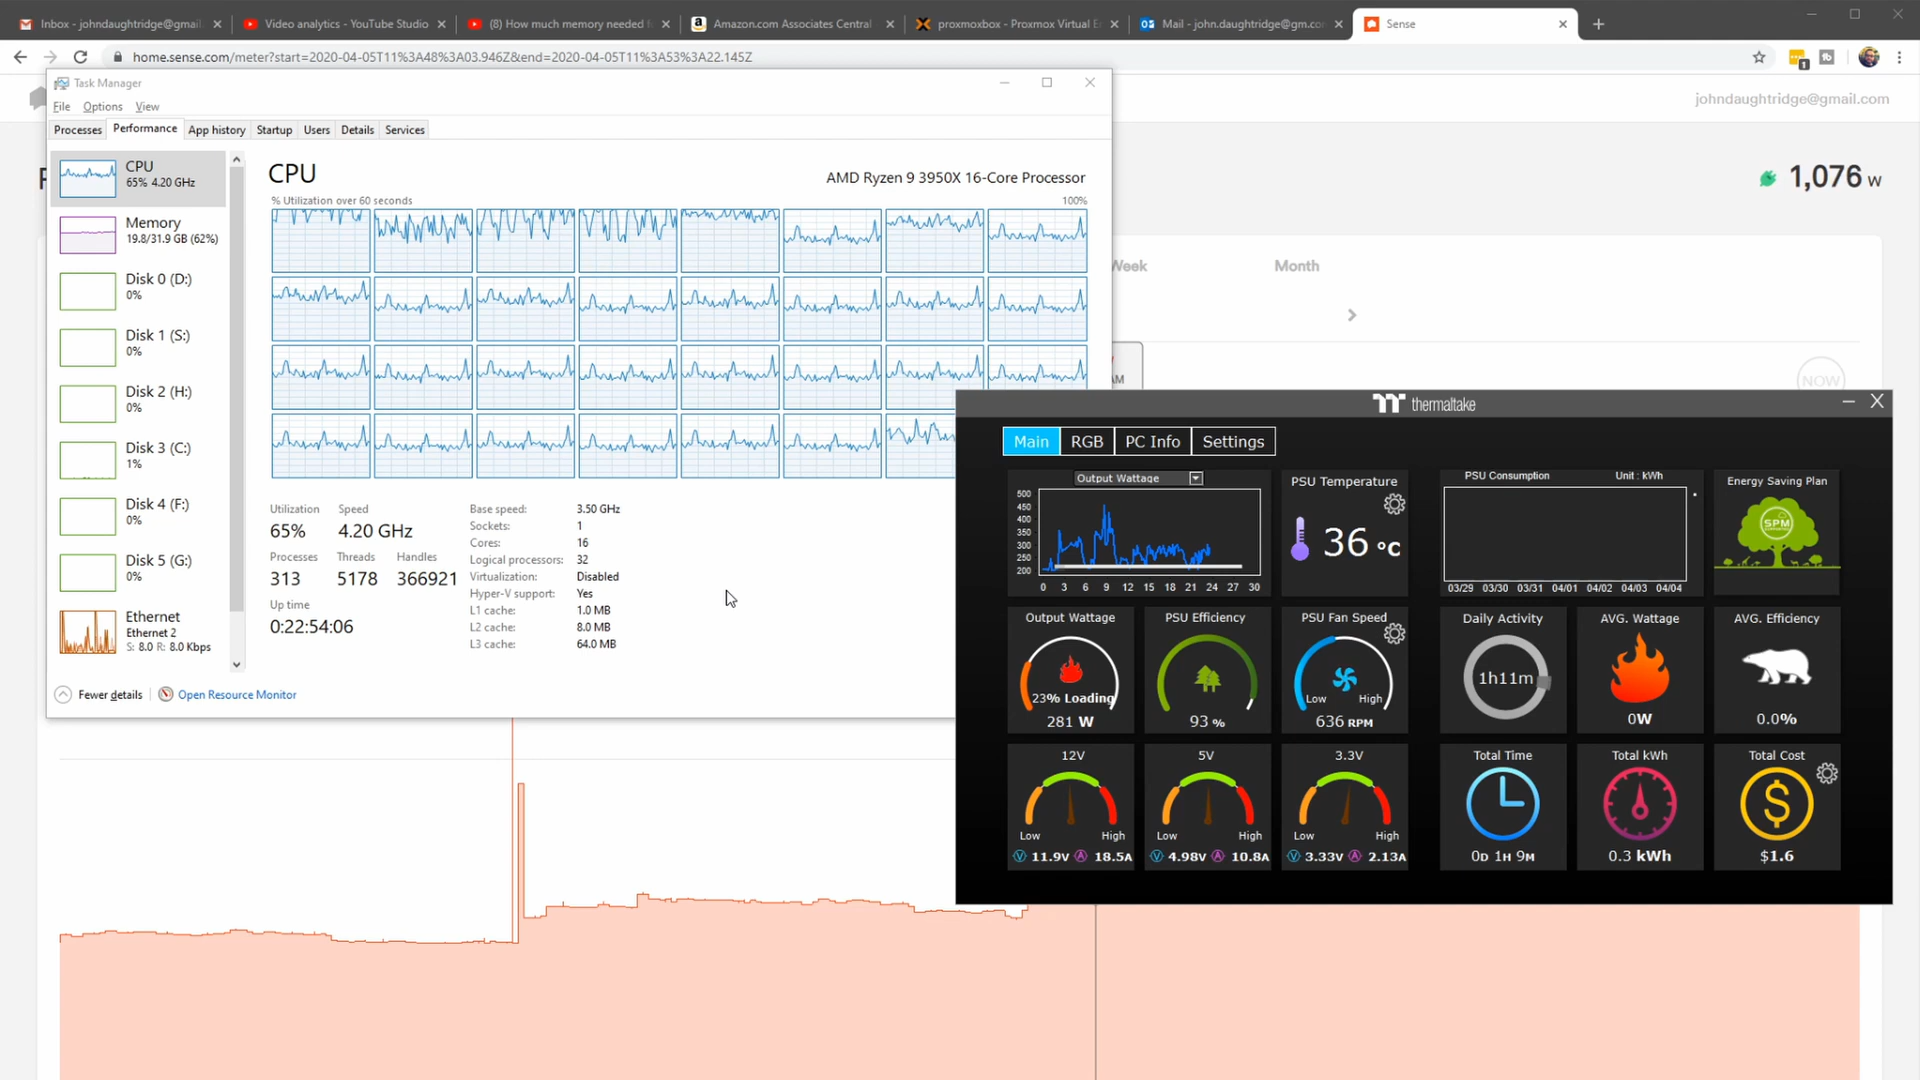 Inbox - johndaughtridge@gmail.
Video analytics - YouTube Studio
(8) How much memory needed
Amazon.com Associates Central
proxmoxbox - Proxmox Virtual E
Mail - john.daughtridge@gm.co
Sense
home.sense.com/meter?start=2020-04-05T11%3A48%3A03.946Z&end=2020-04-05T11%3A53%3A22.145Z
1
johndaughtridge@gmail.com
1,076 w
Week
Month
NOW
AM
Task Manager
File
Options
View
Processes
Performance
App history
Startup
Users
Details
Services
CPU
65% 4.20 GHz
Memory
19.8/31.9 GB (62%)
Disk 0 (D:)
0%
Disk 1 (S:)
0%
Disk 2 (H:)
0%
Disk 3 (C:)
1%
Disk 4 (F:)
0%
Disk 5 (G:)
0%
Ethernet
Ethernet 2
S: 8.0 R: 8.0 Kbps
CPU
AMD Ryzen 9 3950X 16-Core Processor
% Utilization over 60 seconds
100%
Utilization
65%
Speed
4.20 GHz
Processes
313
Threads
5178
Handles
366921
Up time
0:22:54:06
Base speed: 3.50 GHz
Sockets: 1
Cores: 16
Logical processors: 32
Virtualization: Disabled
Hyper-V support: Yes
L1 cache: 1.0 MB
L2 cache: 8.0 MB
L3 cache: 64.0 MB
Fewer details
Open Resource Monitor
thermaltake
Main
RGB
PC Info
Settings
Output Wattage
500
450
400
350
300
250
200
0 3 6 9 12 15 18 21 24 27 30
PSU Temperature
36 °C
PSU Consumption
Unit : kWh
03/29 03/30 03/31 04/01 04/02 04/03 04/04
Energy Saving Plan
SPM
Output Wattage
23% Loading
281 W
PSU Efficiency
93 %
PSU Fan Speed
Low High
636 RPM
Daily Activity
1h11m
AVG. Wattage
0W
AVG. Efficiency
0.0%
12V
Low High
V 11.9V A 18.5A
5V
Low High
V 4.98V A 10.8A
3.3V
Low High
V 3.33V A 2.13A
Total Time
0D 1H 9M
Total kWh
0.3 kWh
Total Cost
$
$1.6